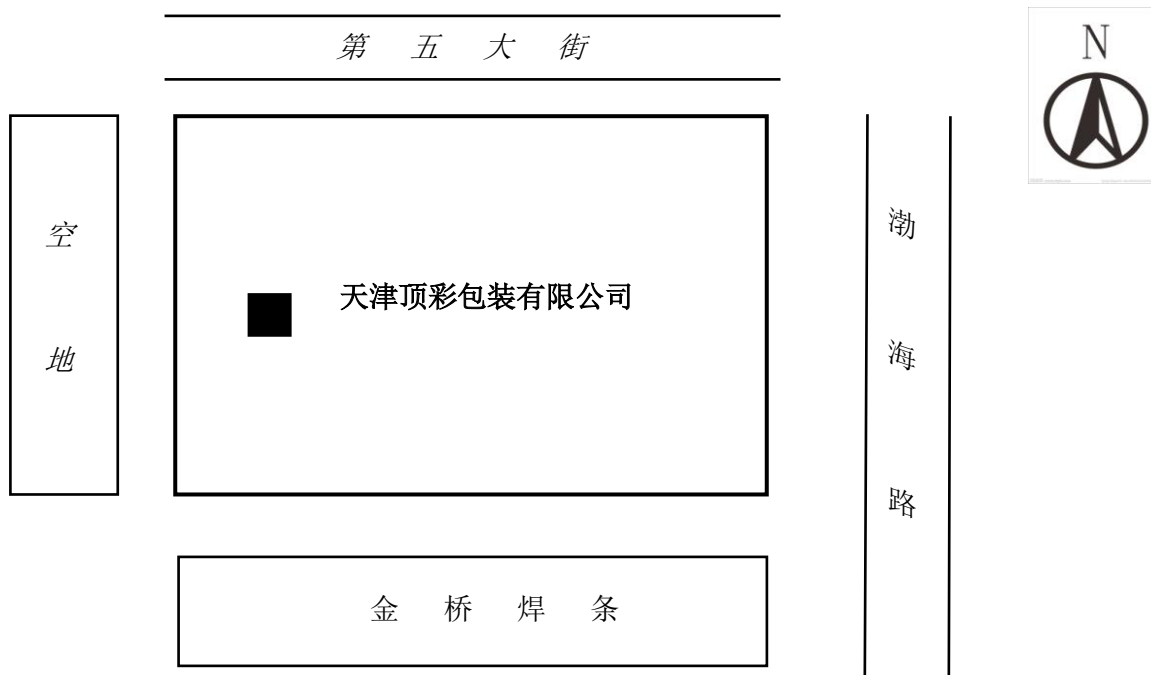 第五大街
N
空地
天津顶彩包装有限公司
渤海路
金桥焊条